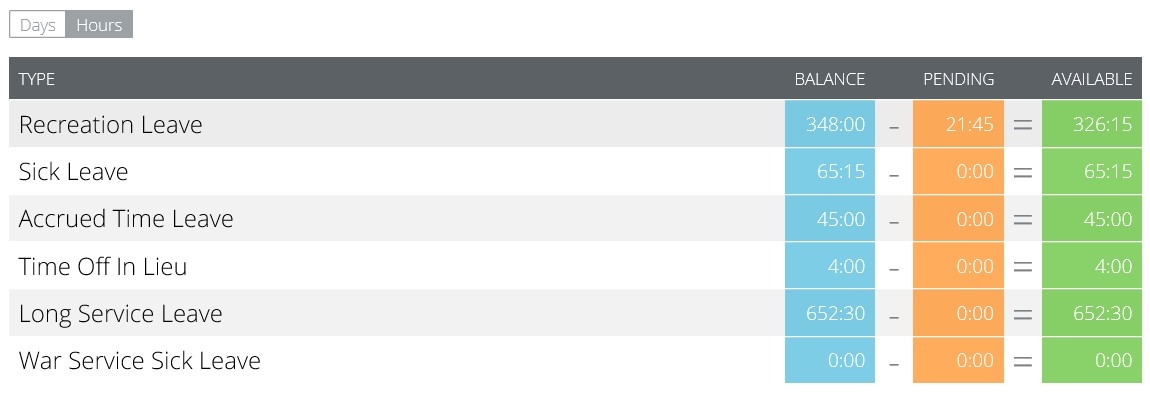 Days Hours
TYPE BALANCE PENDING AVAILABLE
Recreation Leave 348:00 - 21:45 = 326:15
Sick Leave 65:15 - 0:00 = 65:15
Accrued Time Leave 45:00 - 0:00 = 45:00
Time Off In Lieu 4:00 - 0:00 = 4:00
Long Service Leave 652:30 - 0:00 = 652:30
War Service Sick Leave 0:00 - 0:00 = 0:00